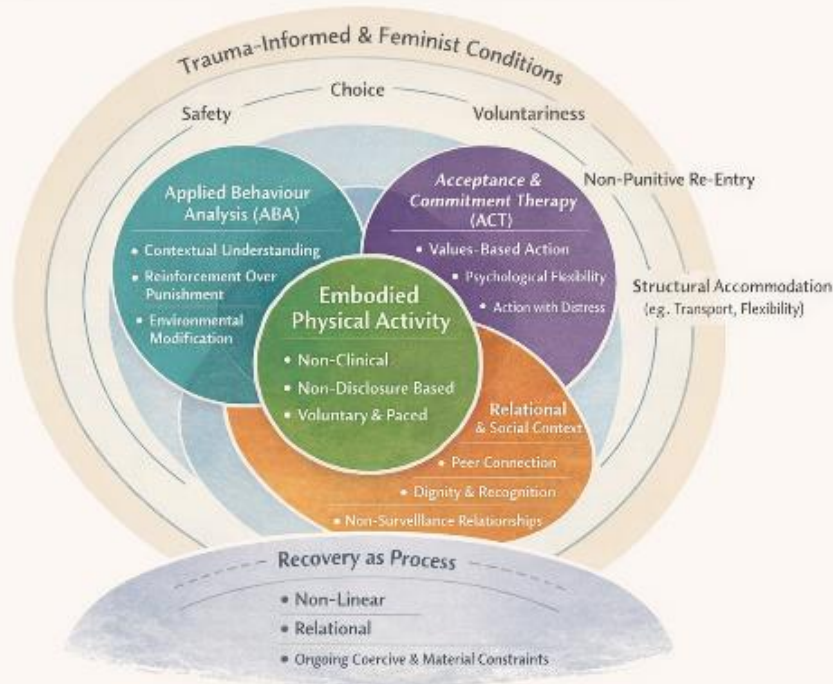 Trauma-Informed & Feminist Conditions
Choice
Safety
Voluntariness
Non-Punitive Re-Entry
Structural Accommodation
(eg. Transport, Flexibility)
Applied Behaviour
Analysis (ABA)
• Contextual Understanding
• Reinforcement Over
Punishment
• Environmental
Modification
Acceptance &
Commitment Therapy
(ACT)
• Values-Based Action
• Psychological Flexibility
• Action with Distress
Embodied
Physical Activity
• Non-Clinical
• Non-Disclosure Based
• Voluntary & Paced
Relational
& Social Context
• Peer Connection
• Dignity & Recognition
• Non-Surveillance Relationships
Recovery as Process
• Non-Linear
• Relational
• Ongoing Coercive & Material Constraints